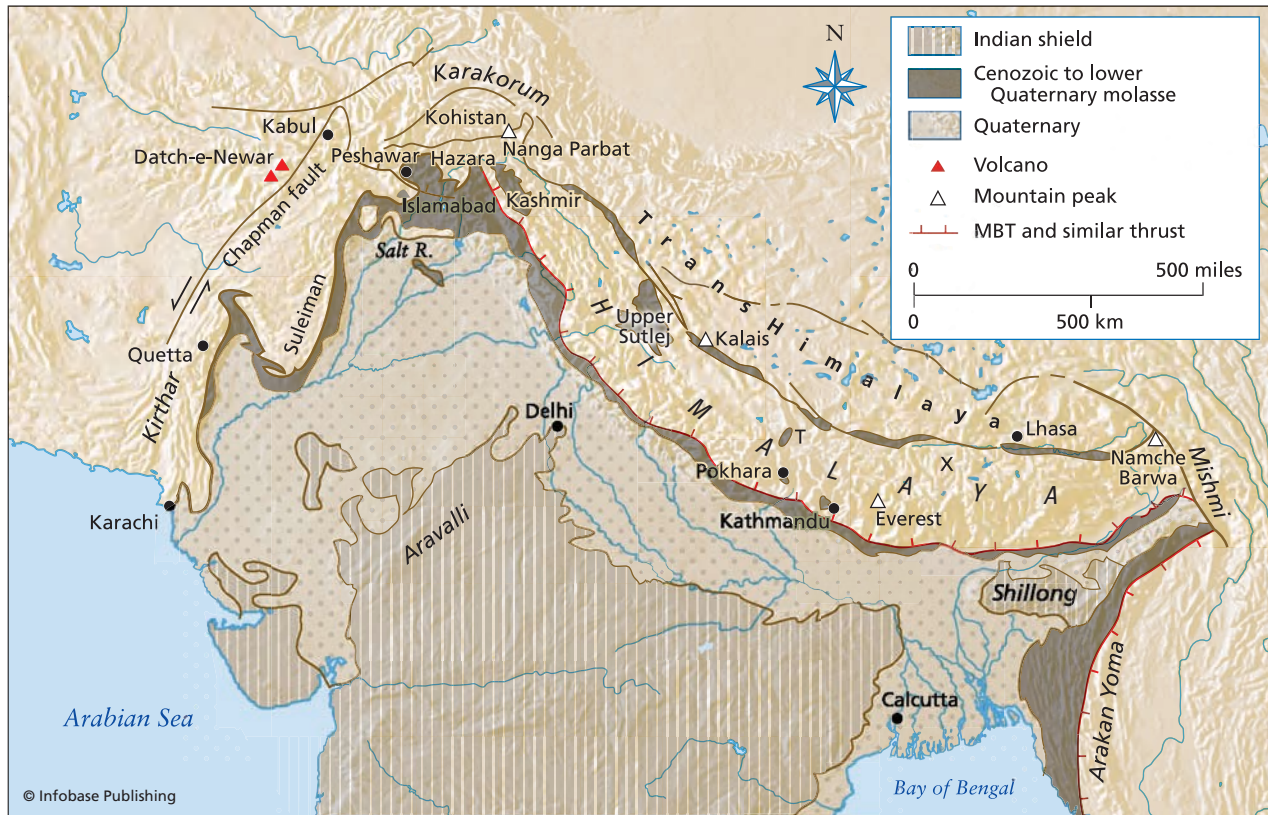 N
Indian shield
Cenozoic to lower
Quaternary molasse
Quaternary
Volcano
Mountain peak
MBT and similar thrust
0
500 miles
0
500 km
Karakorum
Kohistan
Kabul
Nanga Parbat
Datch-e-Newar
Peshawar
Hazara
Chapman fault
Islamabad
Kashmir
Salt R.
Trans Himalaya
Suleiman
Upper
Sutlej
Kalais
Quetta
Kirthar
HIMALAYA
Delhi
T
Lhasa
Pokhara
X
Namche
Barwa
Mishmi
Karachi
Aravalli
Kathmandu
Everest
Shillong
Arakan Yoma
Calcutta
Arabian Sea
Bay of Bengal
© Infobase Publishing